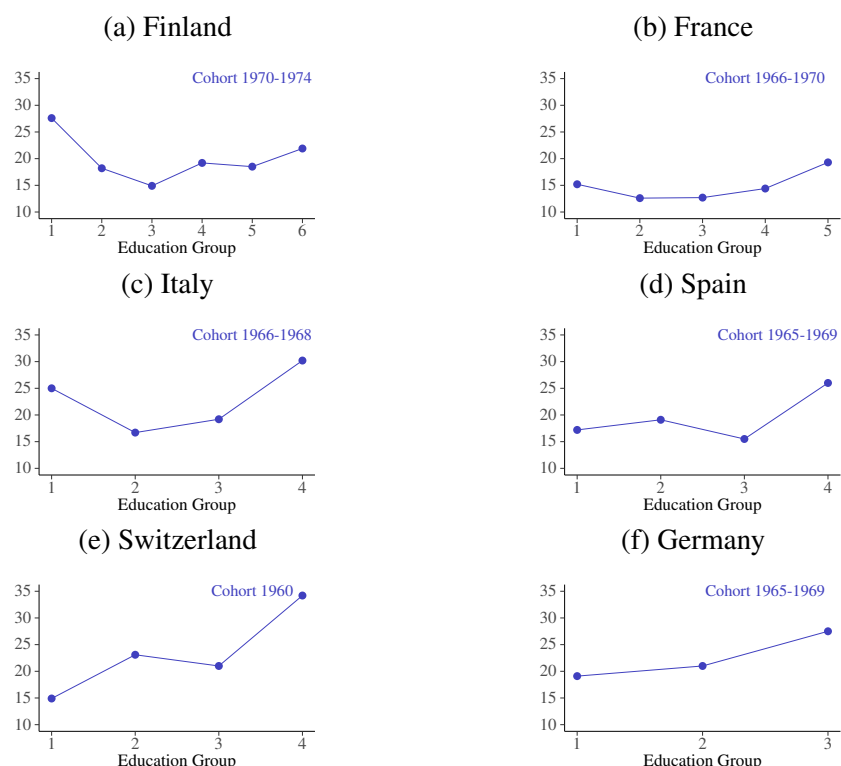 (a) Finland
Cohort 1970-1974
35
30
25
20
15
10
1 2 3 4 5 6
Education Group
(b) France
Cohort 1966-1970
35
30
25
20
15
10
1 2 3 4 5
Education Group
(c) Italy
Cohort 1966-1968
35
30
25
20
15
10
1 2 3 4
Education Group
(d) Spain
Cohort 1965-1969
35
30
25
20
15
10
1 2 3 4
Education Group
(e) Switzerland
Cohort 1960
35
30
25
20
15
10
1 2 3 4
Education Group
(f) Germany
Cohort 1965-1969
35
30
25
20
15
10
1 2 3
Education Group